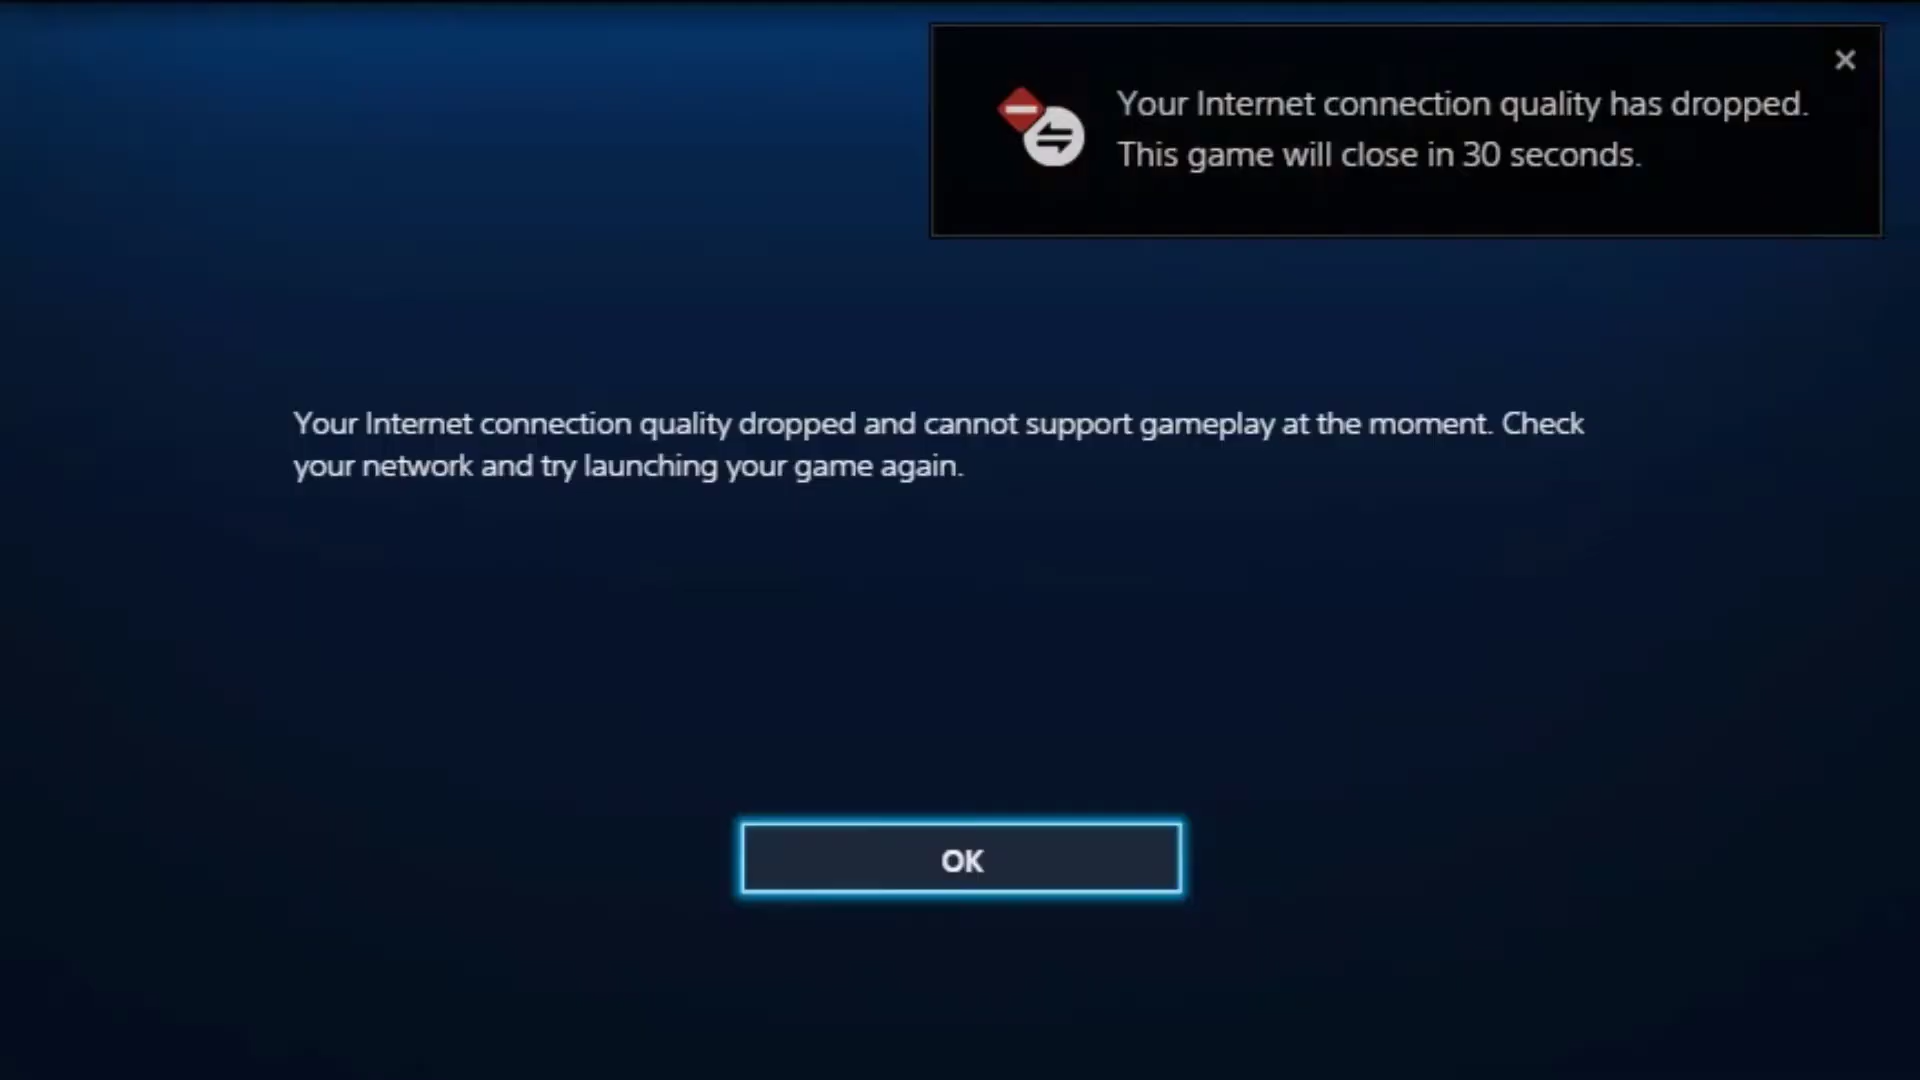 Your Internet connection quality has dropped.
This game will close in 30 seconds.
Your Internet connection quality dropped and cannot support gameplay at the moment. Check
your network and try launching your game again.
OK